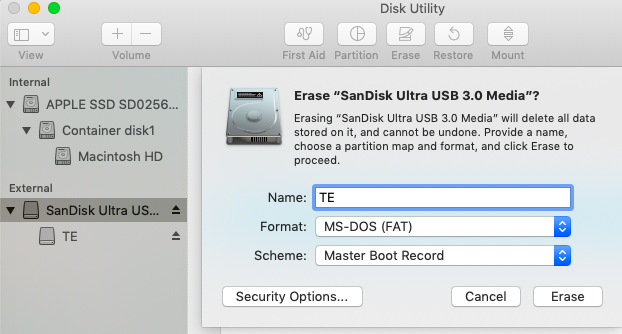 Disk Utility
View
Volume
First Aid
Partition
Erase
Restore
Mount
Internal
APPLE SSD SD0256...
Container disk1
Macintosh HD
External
SanDisk Ultra US...
TE
Erase “SanDisk Ultra USB 3.0 Media”?
Erasing “SanDisk Ultra USB 3.0 Media” will delete all data
stored on it, and cannot be undone. Provide a name,
choose a partition map and format, and click Erase to
proceed.
Name: TE
Format: MS-DOS (FAT)
Scheme: Master Boot Record
Security Options...
Cancel
Erase